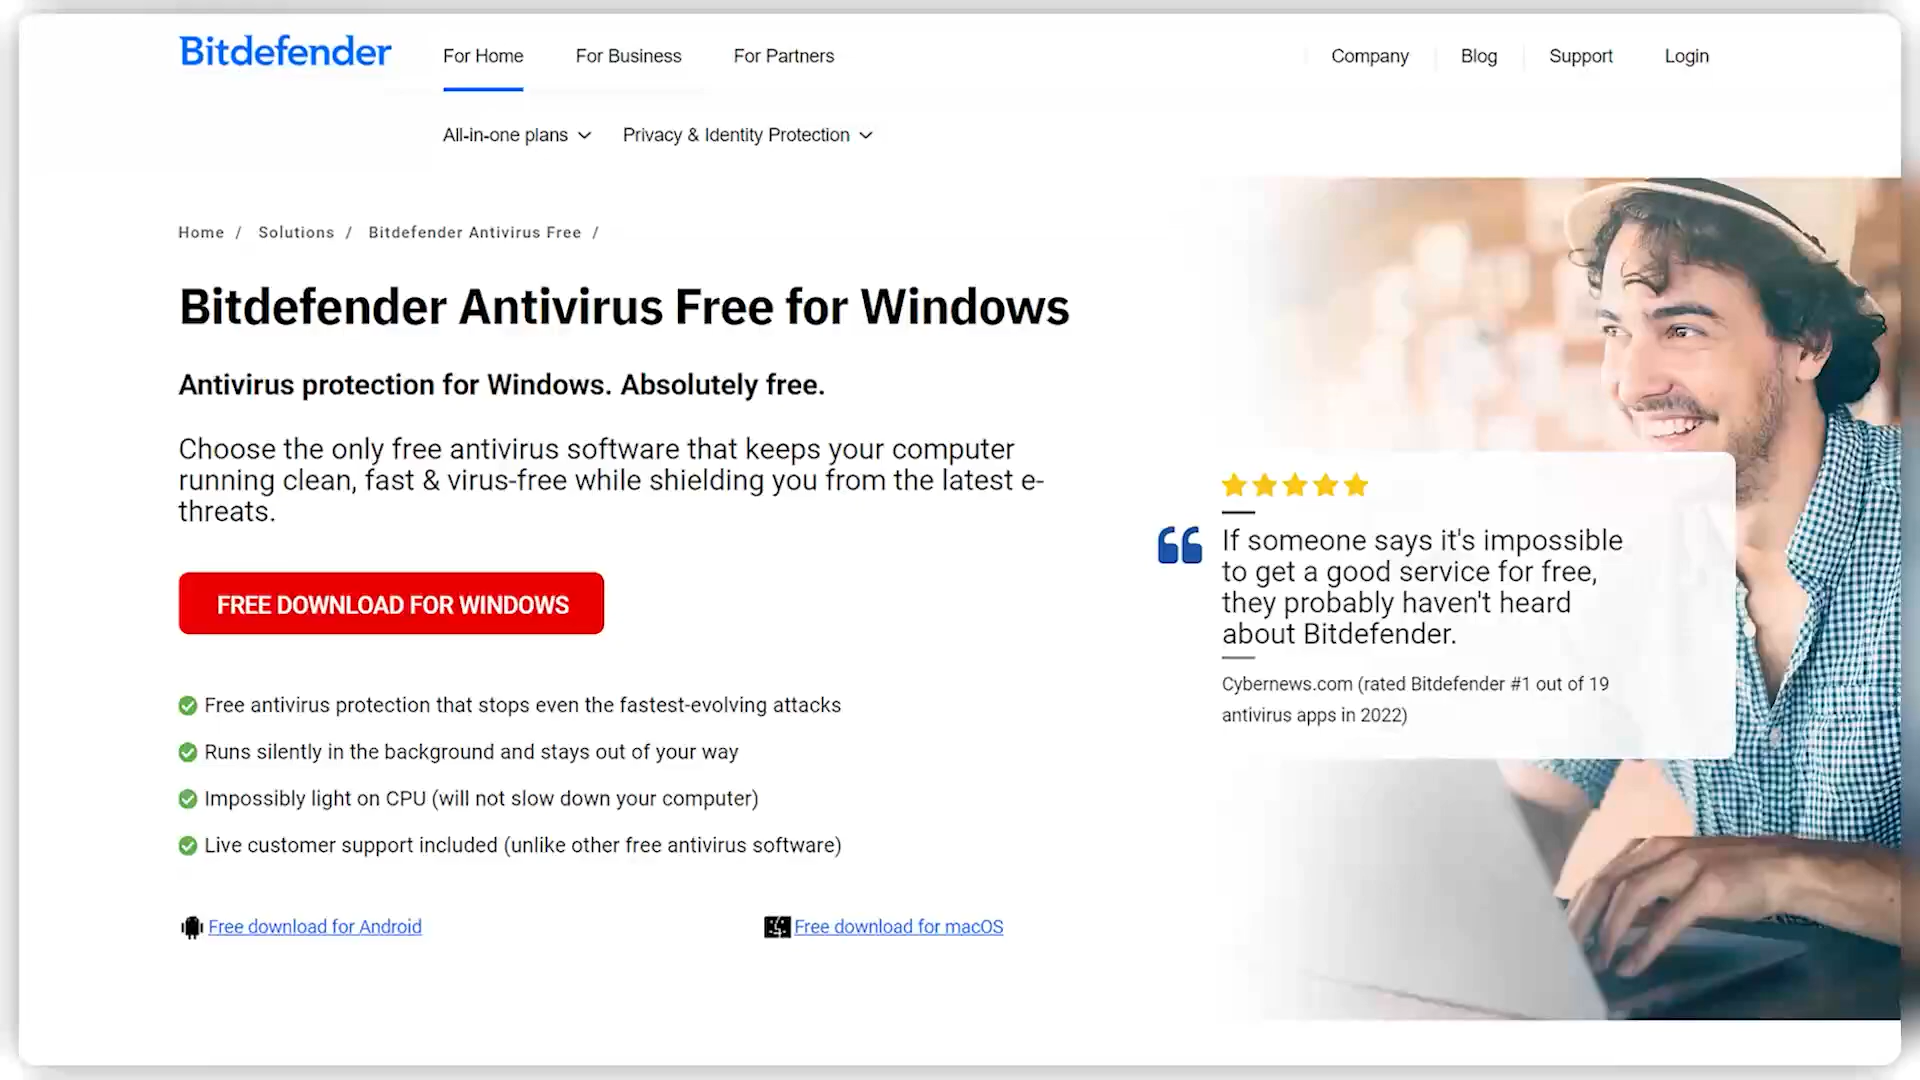 Bitdefender
For Home
For Business
For Partners
Company
Blog
Support
Login
All-in-one plans
Privacy & Identity Protection
Home / Solutions / Bitdefender Antivirus Free /
Bitdefender Antivirus Free for Windows
Antivirus protection for Windows. Absolutely free.
Choose the only free antivirus software that keeps your computer
running clean, fast & virus-free while shielding you from the latest e-
threats.
FREE DOWNLOAD FOR WINDOWS
Free antivirus protection that stops even the fastest-evolving attacks
Runs silently in the background and stays out of your way
Impossibly light on CPU (will not slow down your computer)
Live customer support included (unlike other free antivirus software)
Free download for Android
Free download for macOS
“
If someone says it's impossible
to get a good service for free,
they probably haven't heard
about Bitdefender.
Cybernews.com (rated Bitdefender #1 out of 19
antivirus apps in 2022)